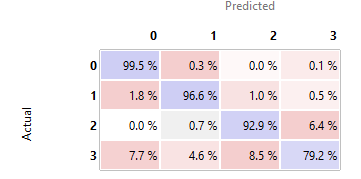 Predicted
0 1 2 3
0 99.5 % 0.3 % 0.0 % 0.1 %
1 1.8 % 96.6 % 1.0 % 0.5 %
Actual
2 0.0 % 0.7 % 92.9 % 6.4 %
3 7.7 % 4.6 % 8.5 % 79.2 %